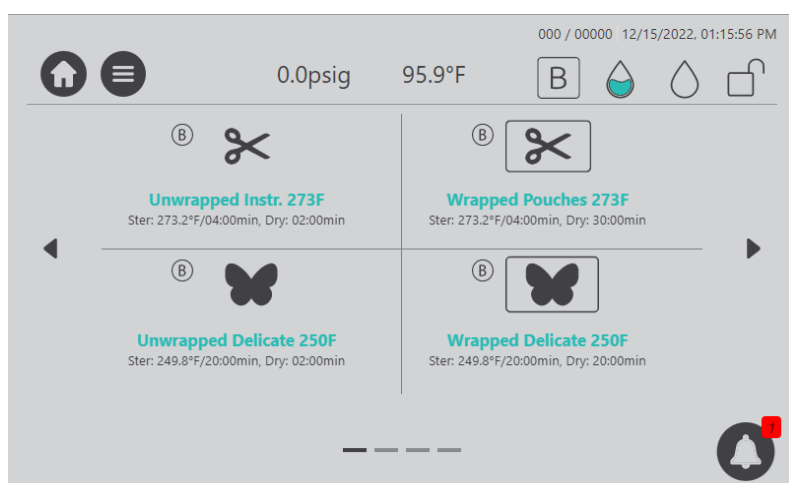 000 / 00000 12/15/2022, 01:15:56 PM
0.0psig 95.9°F B
B B
Unwrapped Instr. 273F Wrapped Pouches 273F
Ster: 273.2°F/04:00min, Dry: 02:00min Ster: 273.2°F/04:00min, Dry: 30:00min
B B
Unwrapped Delicate 250F Wrapped Delicate 250F
Ster: 249.8°F/20:00min, Dry: 02:00min Ster: 249.8°F/20:00min, Dry: 20:00min
1